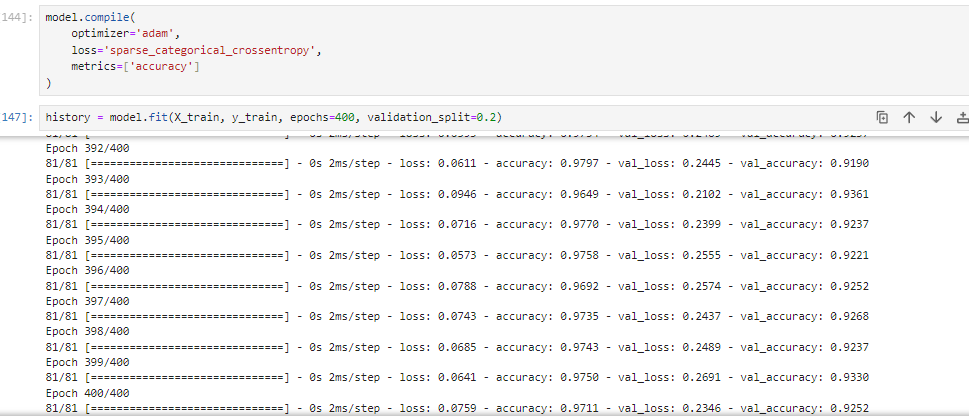 144]:
model.compile(
optimizer='adam',
loss='sparse_categorical_crossentropy',
metrics=['accuracy']
)
147]:
history = model.fit(X_train, y_train, epochs=400, validation_split=0.2)
Epoch 392/400
81/81 [==============================] - 0s 2ms/step - loss: 0.0611 - accuracy: 0.9797 - val_loss: 0.2445 - val_accuracy: 0.9190
Epoch 393/400
81/81 [==============================] - 0s 2ms/step - loss: 0.0946 - accuracy: 0.9649 - val_loss: 0.2102 - val_accuracy: 0.9361
Epoch 394/400
81/81 [==============================] - 0s 2ms/step - loss: 0.0716 - accuracy: 0.9770 - val_loss: 0.2399 - val_accuracy: 0.9237
Epoch 395/400
81/81 [==============================] - 0s 2ms/step - loss: 0.0573 - accuracy: 0.9758 - val_loss: 0.2555 - val_accuracy: 0.9221
Epoch 396/400
81/81 [==============================] - 0s 2ms/step - loss: 0.0788 - accuracy: 0.9692 - val_loss: 0.2574 - val_accuracy: 0.9252
Epoch 397/400
81/81 [==============================] - 0s 2ms/step - loss: 0.0743 - accuracy: 0.9735 - val_loss: 0.2437 - val_accuracy: 0.9268
Epoch 398/400
81/81 [==============================] - 0s 2ms/step - loss: 0.0685 - accuracy: 0.9743 - val_loss: 0.2489 - val_accuracy: 0.9237
Epoch 399/400
81/81 [==============================] - 0s 2ms/step - loss: 0.0641 - accuracy: 0.9750 - val_loss: 0.2691 - val_accuracy: 0.9330
Epoch 400/400
81/81 [==============================] - 0s 2ms/step - loss: 0.0759 - accuracy: 0.9711 - val_loss: 0.2346 - val_accuracy: 0.9252